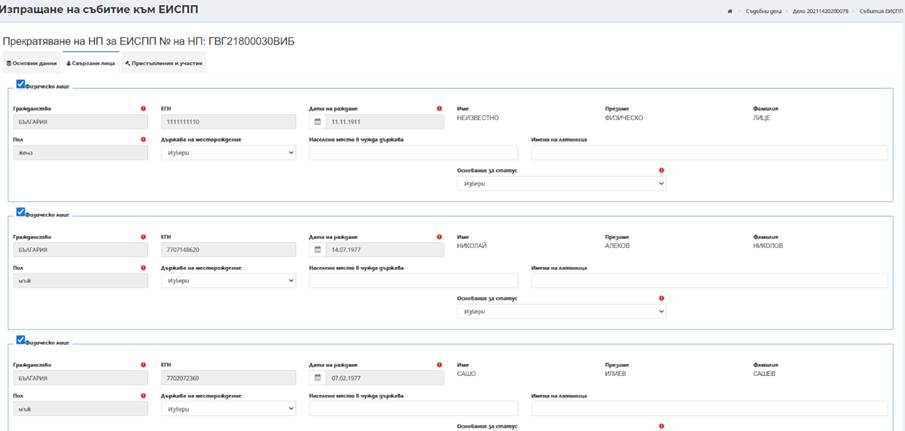 Изпращане на събитие към ЕИСПП
Съдебни дела Дело 20211420200078 Събития ЕИСПП
Прекратяване на НП за ЕИСПП № на НП: ГВГ21800030ВИБ
Основни данни Свързани лица Престъпления и участия
Физическо лице
Гражданство ЕГН Дата на раждане Име Презиме Фамилия
БЪЛГАРИЯ 1111111110 11.11.1911 НЕИЗВЕСТНО ФИЗИЧЕСКО ЛИЦЕ
Пол Държава на месторождение Населено място в чужда държава Имена на латиница
жена Избери
Основание за статус
Избери
Физическо лице
Гражданство ЕГН Дата на раждане Име Презиме Фамилия
БЪЛГАРИЯ 7707148620 14.07.1977 НИКОЛАЙ АЛЕКОВ НИКОЛОВ
Пол Държава на месторождение Населено място в чужда държава Имена на латиница
мъж Избери
Основание за статус
Избери
Физическо лице
Гражданство ЕГН Дата на раждане Име Презиме Фамилия
БЪЛГАРИЯ 7702072369 07.02.1977 САШО ИЛИЕВ САШЕВ
Пол Държава на месторождение Населено място в чужда държава Имена на латиница
мъж Избери
Основание за статус